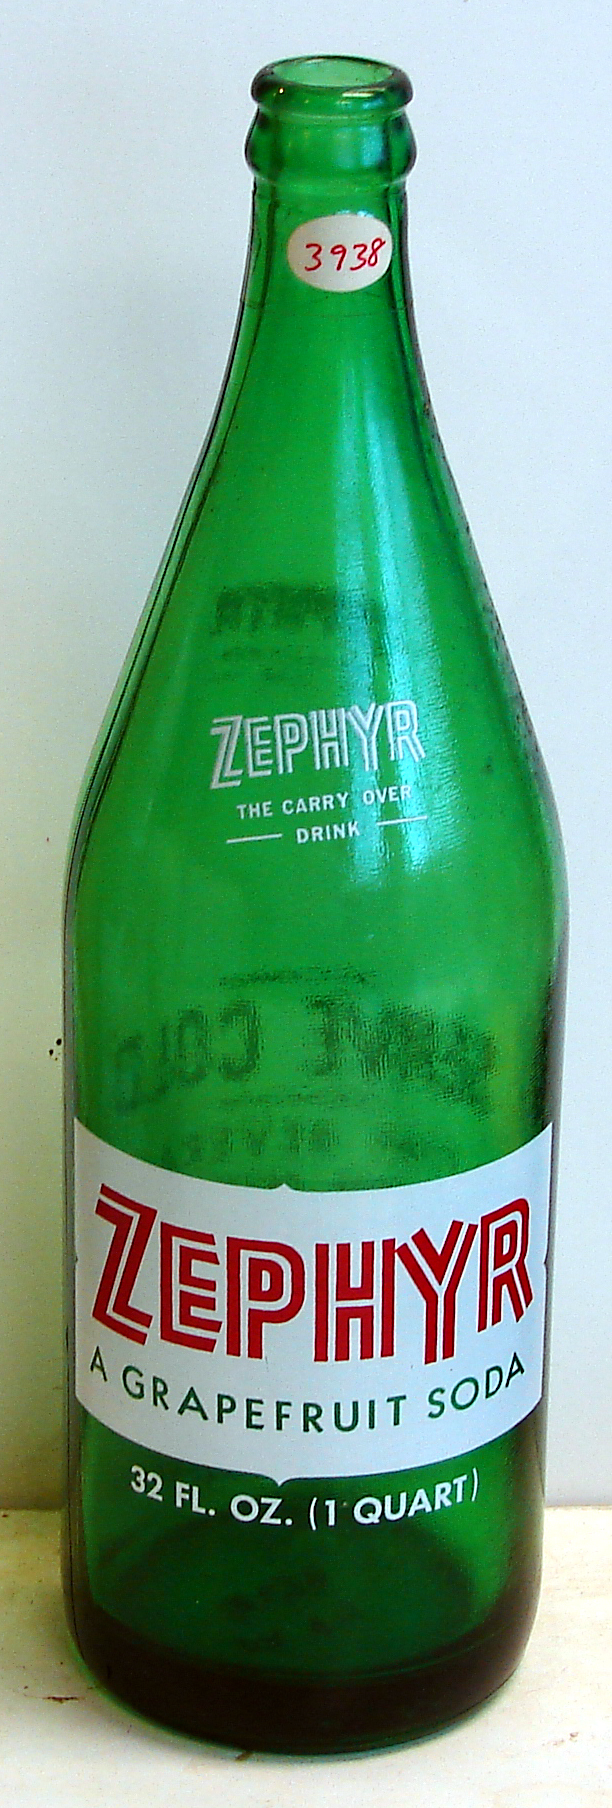 3938
ZEPHYR
THE CARRY OVER
DRINK
ZEPHYR
A GRAPEFRUIT SODA
32 FL. OZ. (1 QUART)